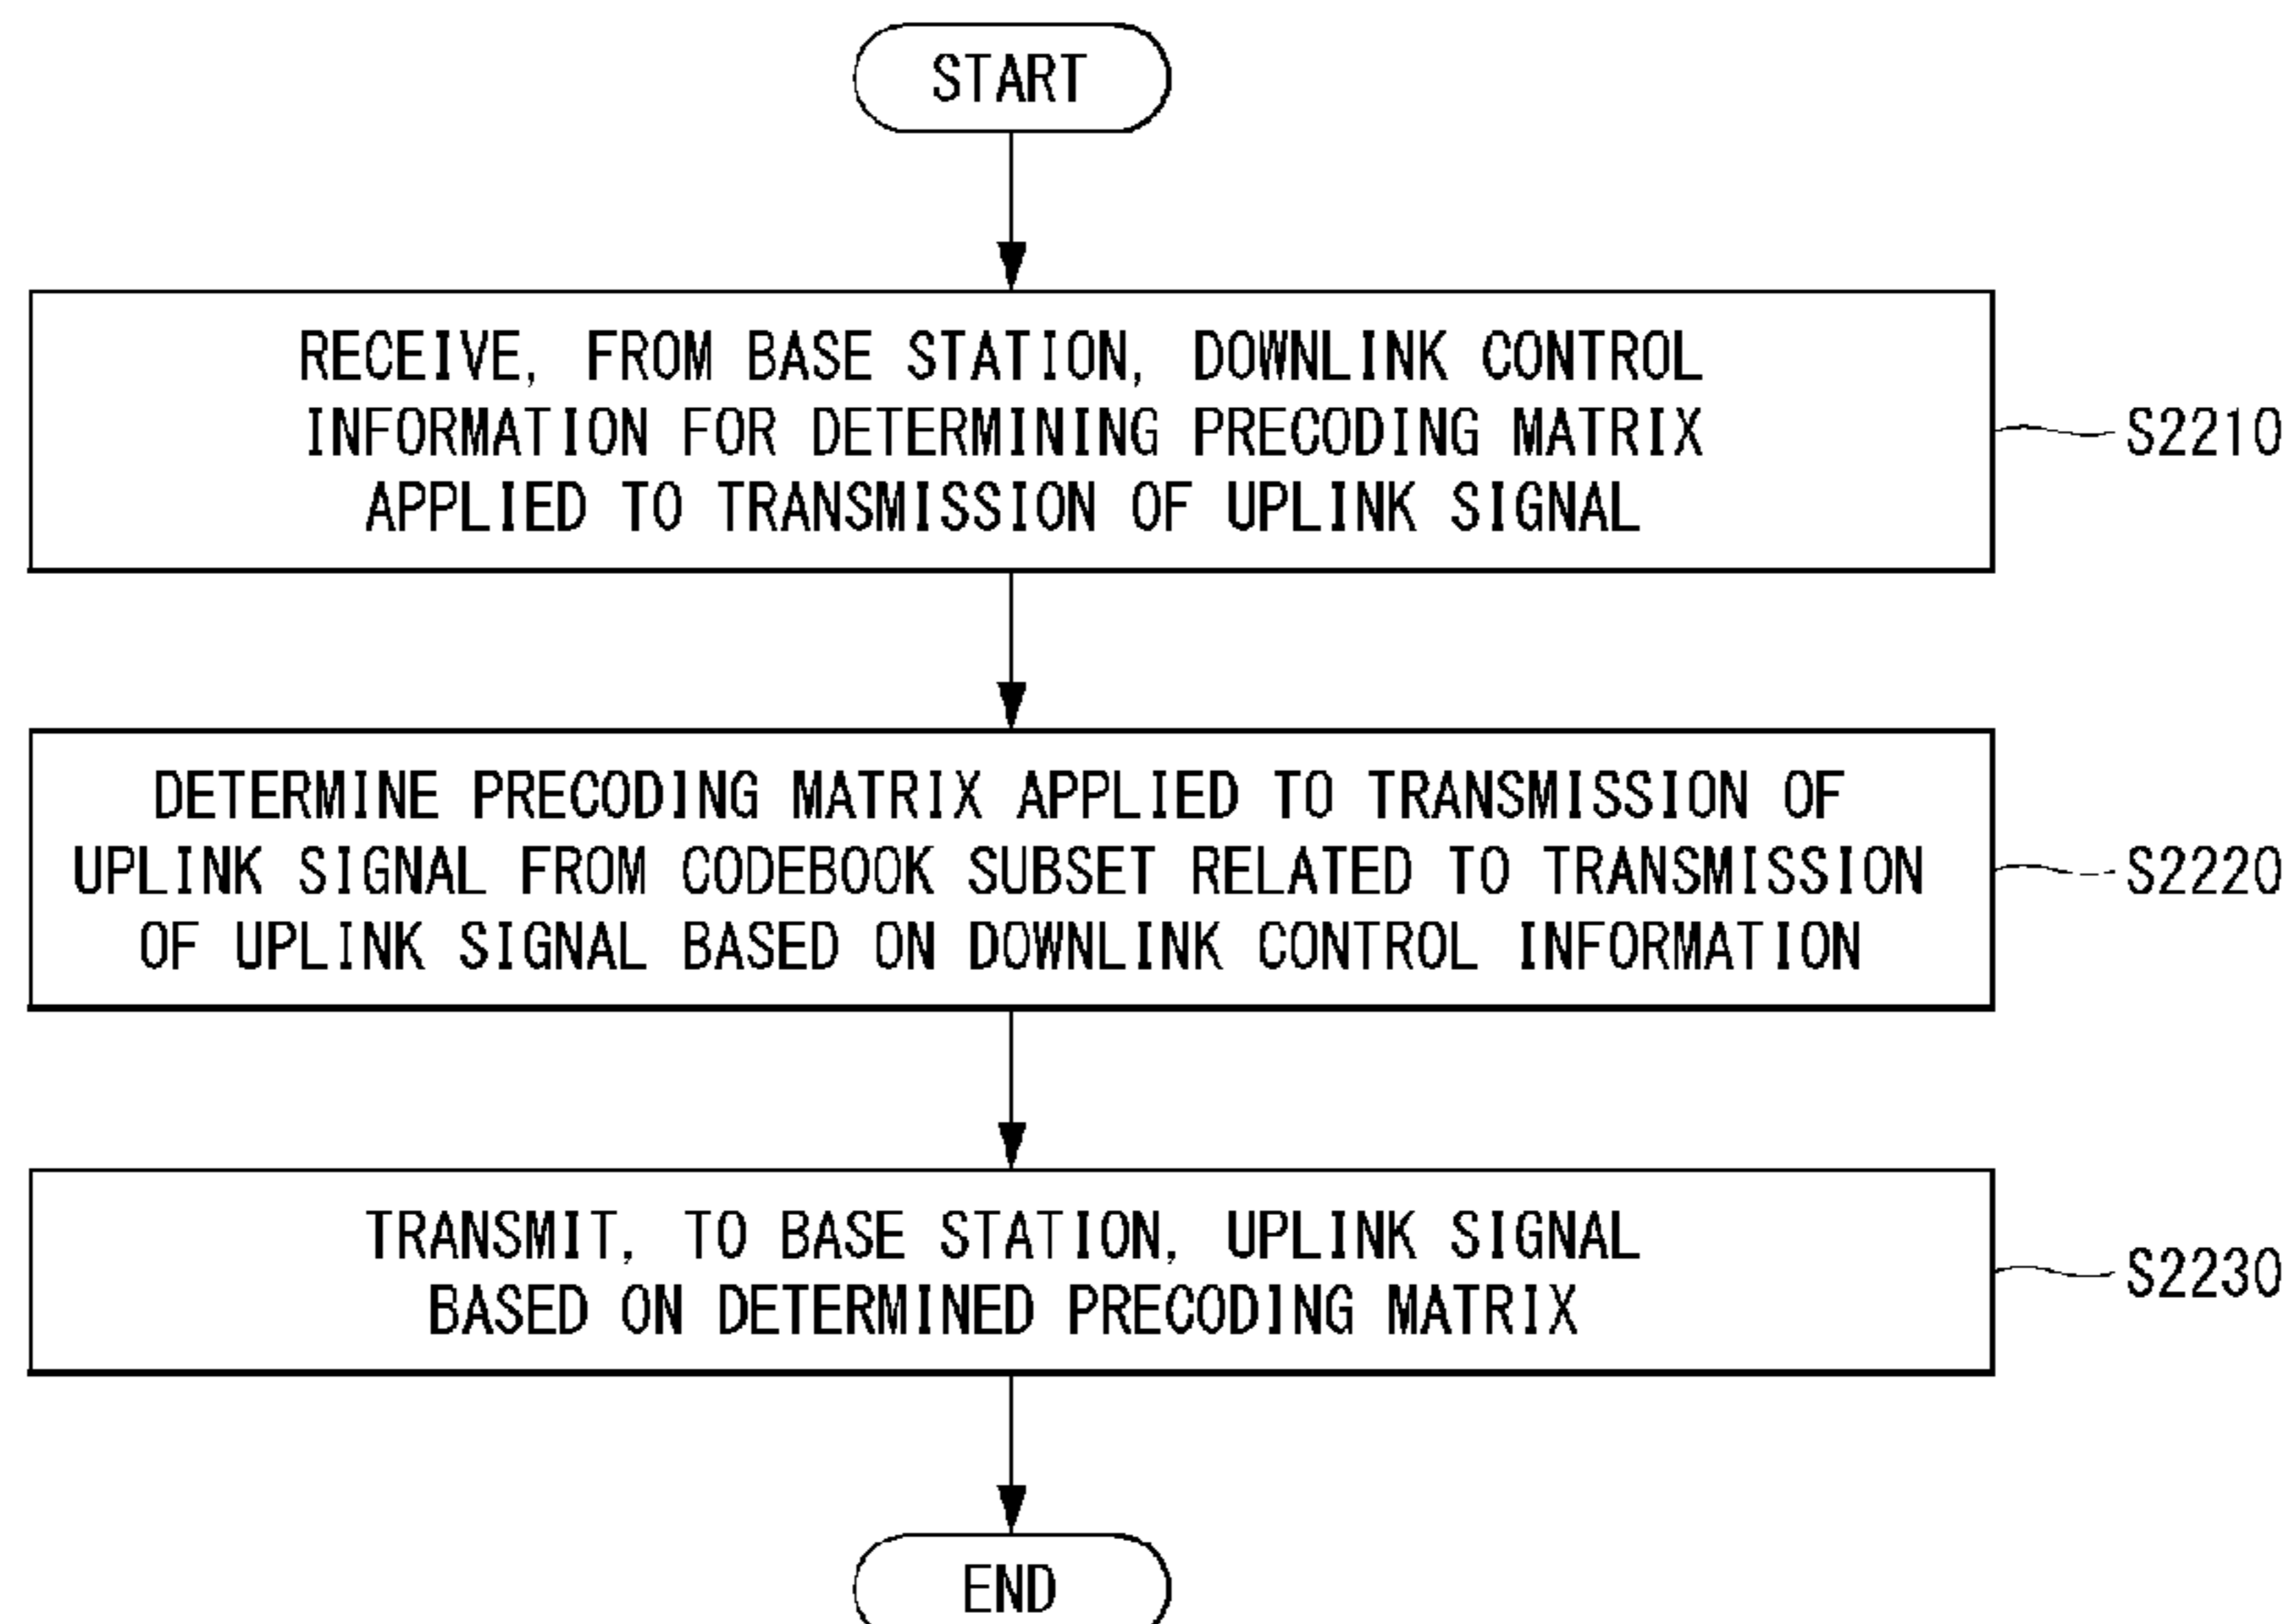 START
RECEIVE, FROM BASE STATION, DOWNLINK CONTROL
INFORMATION FOR DETERMINING PRECODING MATRIX
APPLIED TO TRANSMISSION OF UPLINK SIGNAL
S2210
DETERMINE PRECODING MATRIX APPLIED TO TRANSMISSION OF
UPLINK SIGNAL FROM CODEBOOK SUBSET RELATED TO TRANSMISSION
OF UPLINK SIGNAL BASED ON DOWNLINK CONTROL INFORMATION
S2220
TRANSMIT, TO BASE STATION, UPLINK SIGNAL
BASED ON DETERMINED PRECODING MATRIX
S2230
END